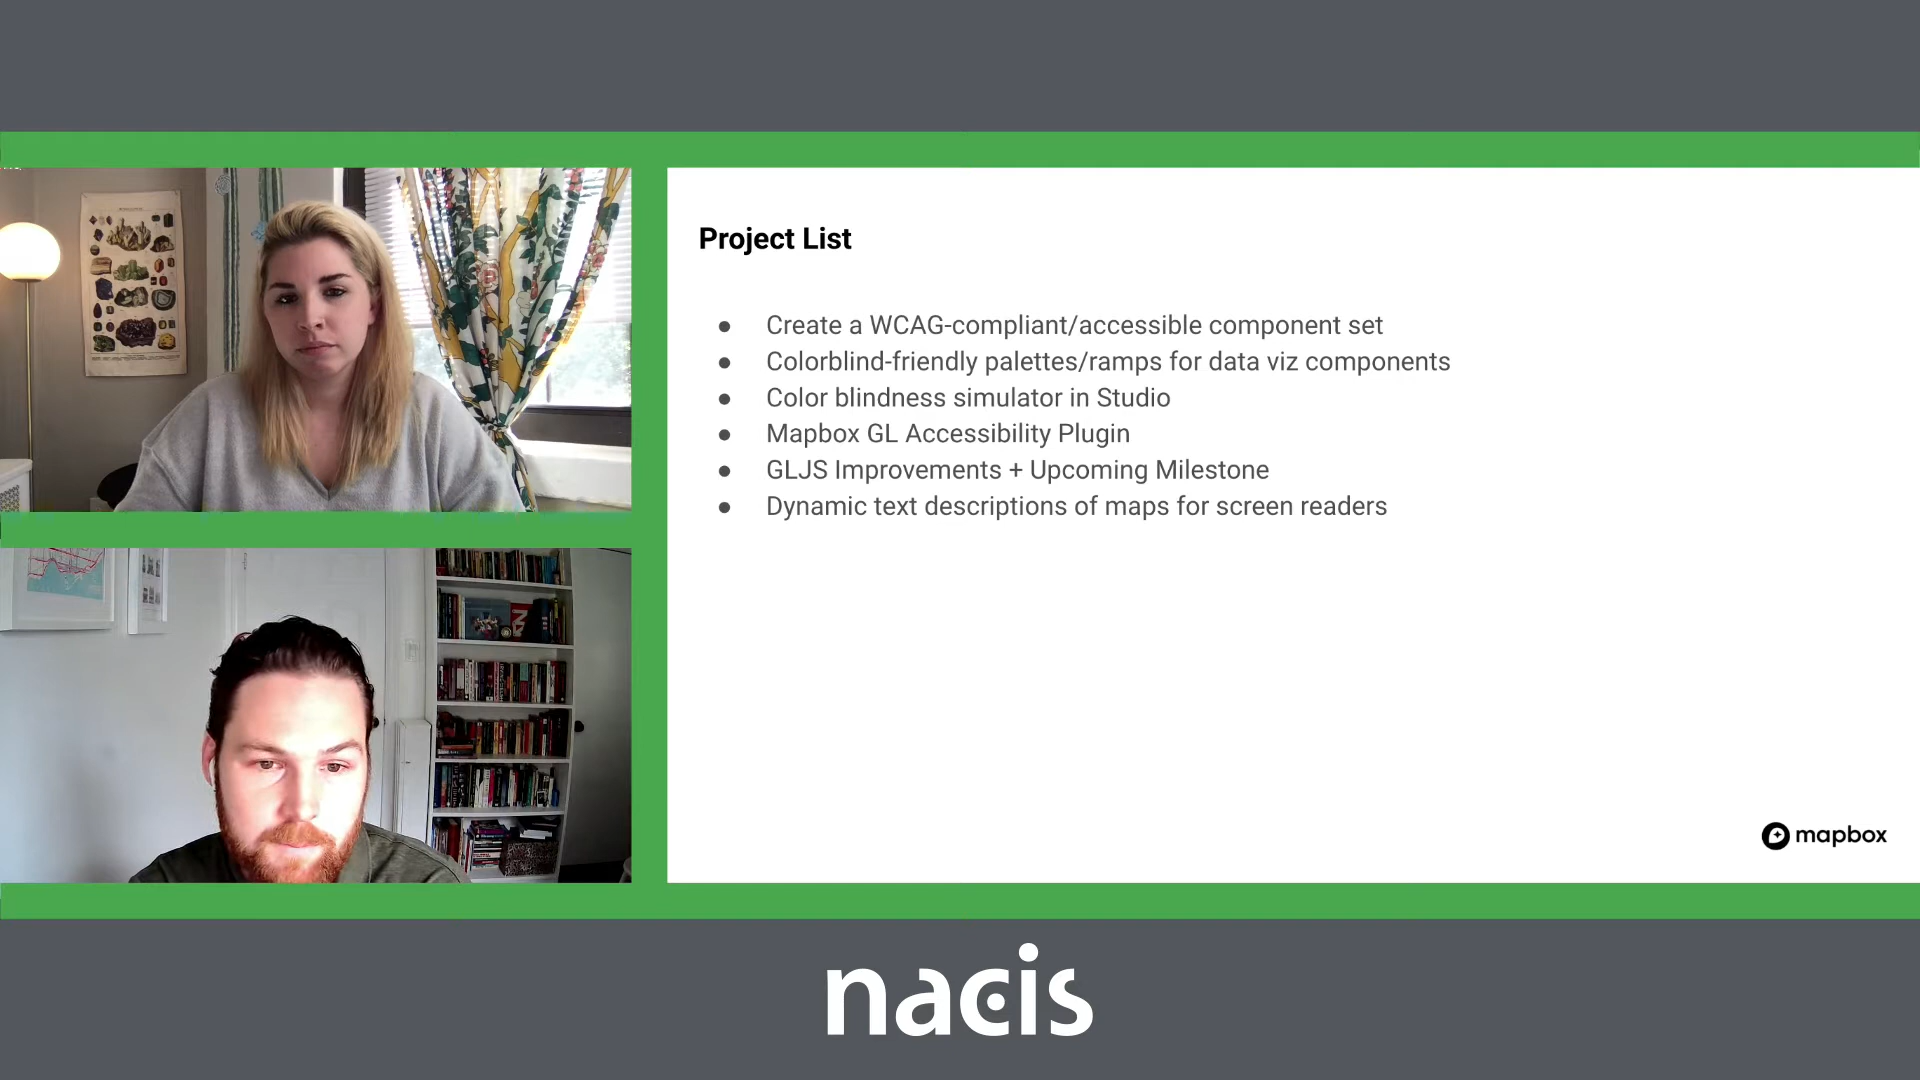 Project List
● Create a WCAG-compliant/accessible component set
● Colorblind-friendly palettes/ramps for data viz components
● Color blindness simulator in Studio
● Mapbox GL Accessibility Plugin
● GLJS Improvements + Upcoming Milestone
● Dynamic text descriptions of maps for screen readers
mapbox
nacis